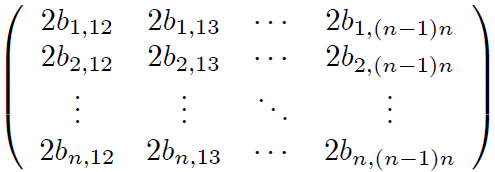 2b_{1,12} 2b_{1,13} ⋯ 2b_{1,(n−1)n}
2b_{2,12} 2b_{2,13} ⋯ 2b_{2,(n−1)n}
⋮ ⋮ ⋱ ⋮
2b_{n,12} 2b_{n,13} ⋯ 2b_{n,(n−1)n}